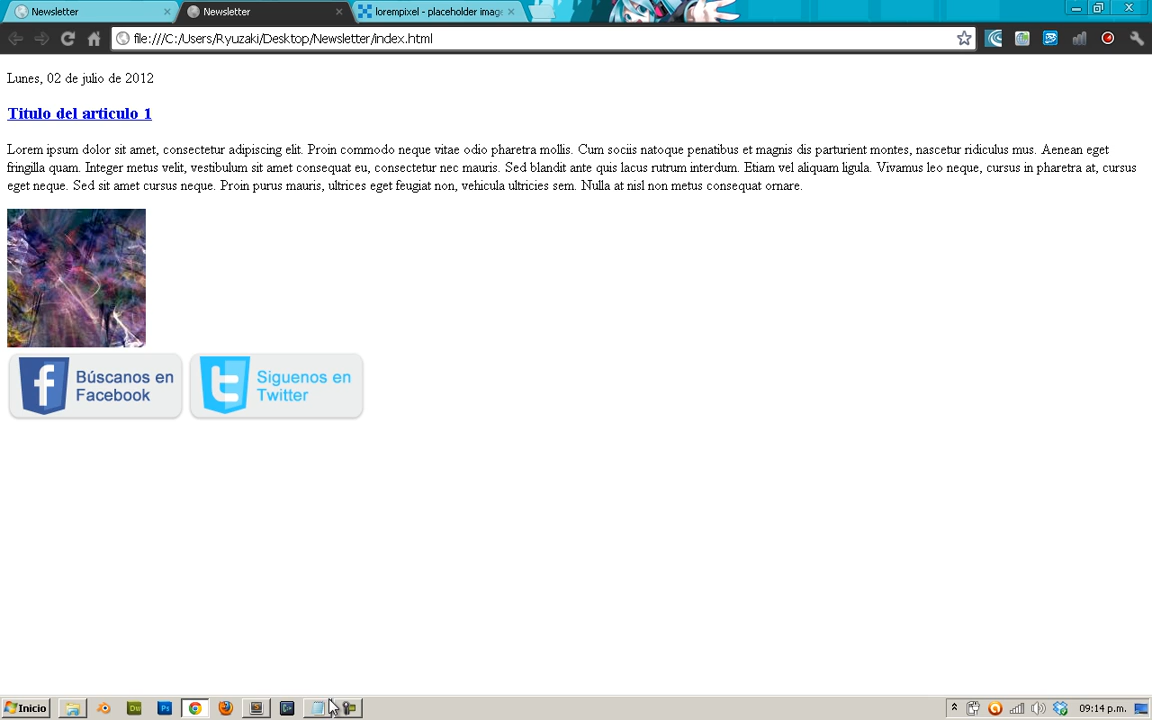 Newsletter
Newsletter
lorempixel - placeholder image
file:///C:/Users/Ryuzaki/Desktop/Newsletter/index.html
Lunes, 02 de julio de 2012
Titulo del articulo 1
Lorem ipsum dolor sit amet, consectetur adipiscing elit. Proin commodo neque vitae odio pharetra mollis. Cum sociis natoque penatibus et magnis dis parturient montes, nascetur ridiculus mus. Aenean eget
fringilla quam. Integer metus velit, vestibulum sit amet consequat eu, consectetur nec mauris. Sed blandit ante quis lacus rutrum interdum. Etiam vel aliquam ligula. Vivamus leo neque, cursus in pharetra at, cursus
eget neque. Sed sit amet cursus neque. Proin purus mauris, ultrices eget feugiat non, vehicula ultricies sem. Nulla at nisl non metus consequat ornare.
Búscanos en
Facebook
Siguenos en
Twitter
Inicio
Dw
Ps
09:14 p.m.